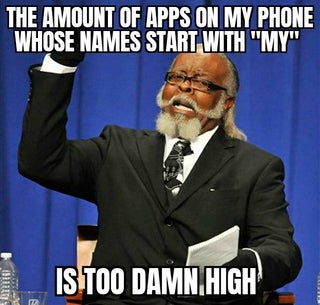 THE AMOUNT OF APPS ON MY PHONE
WHOSE NAMES START WITH "MY"
IS TOO DAMN HIGH